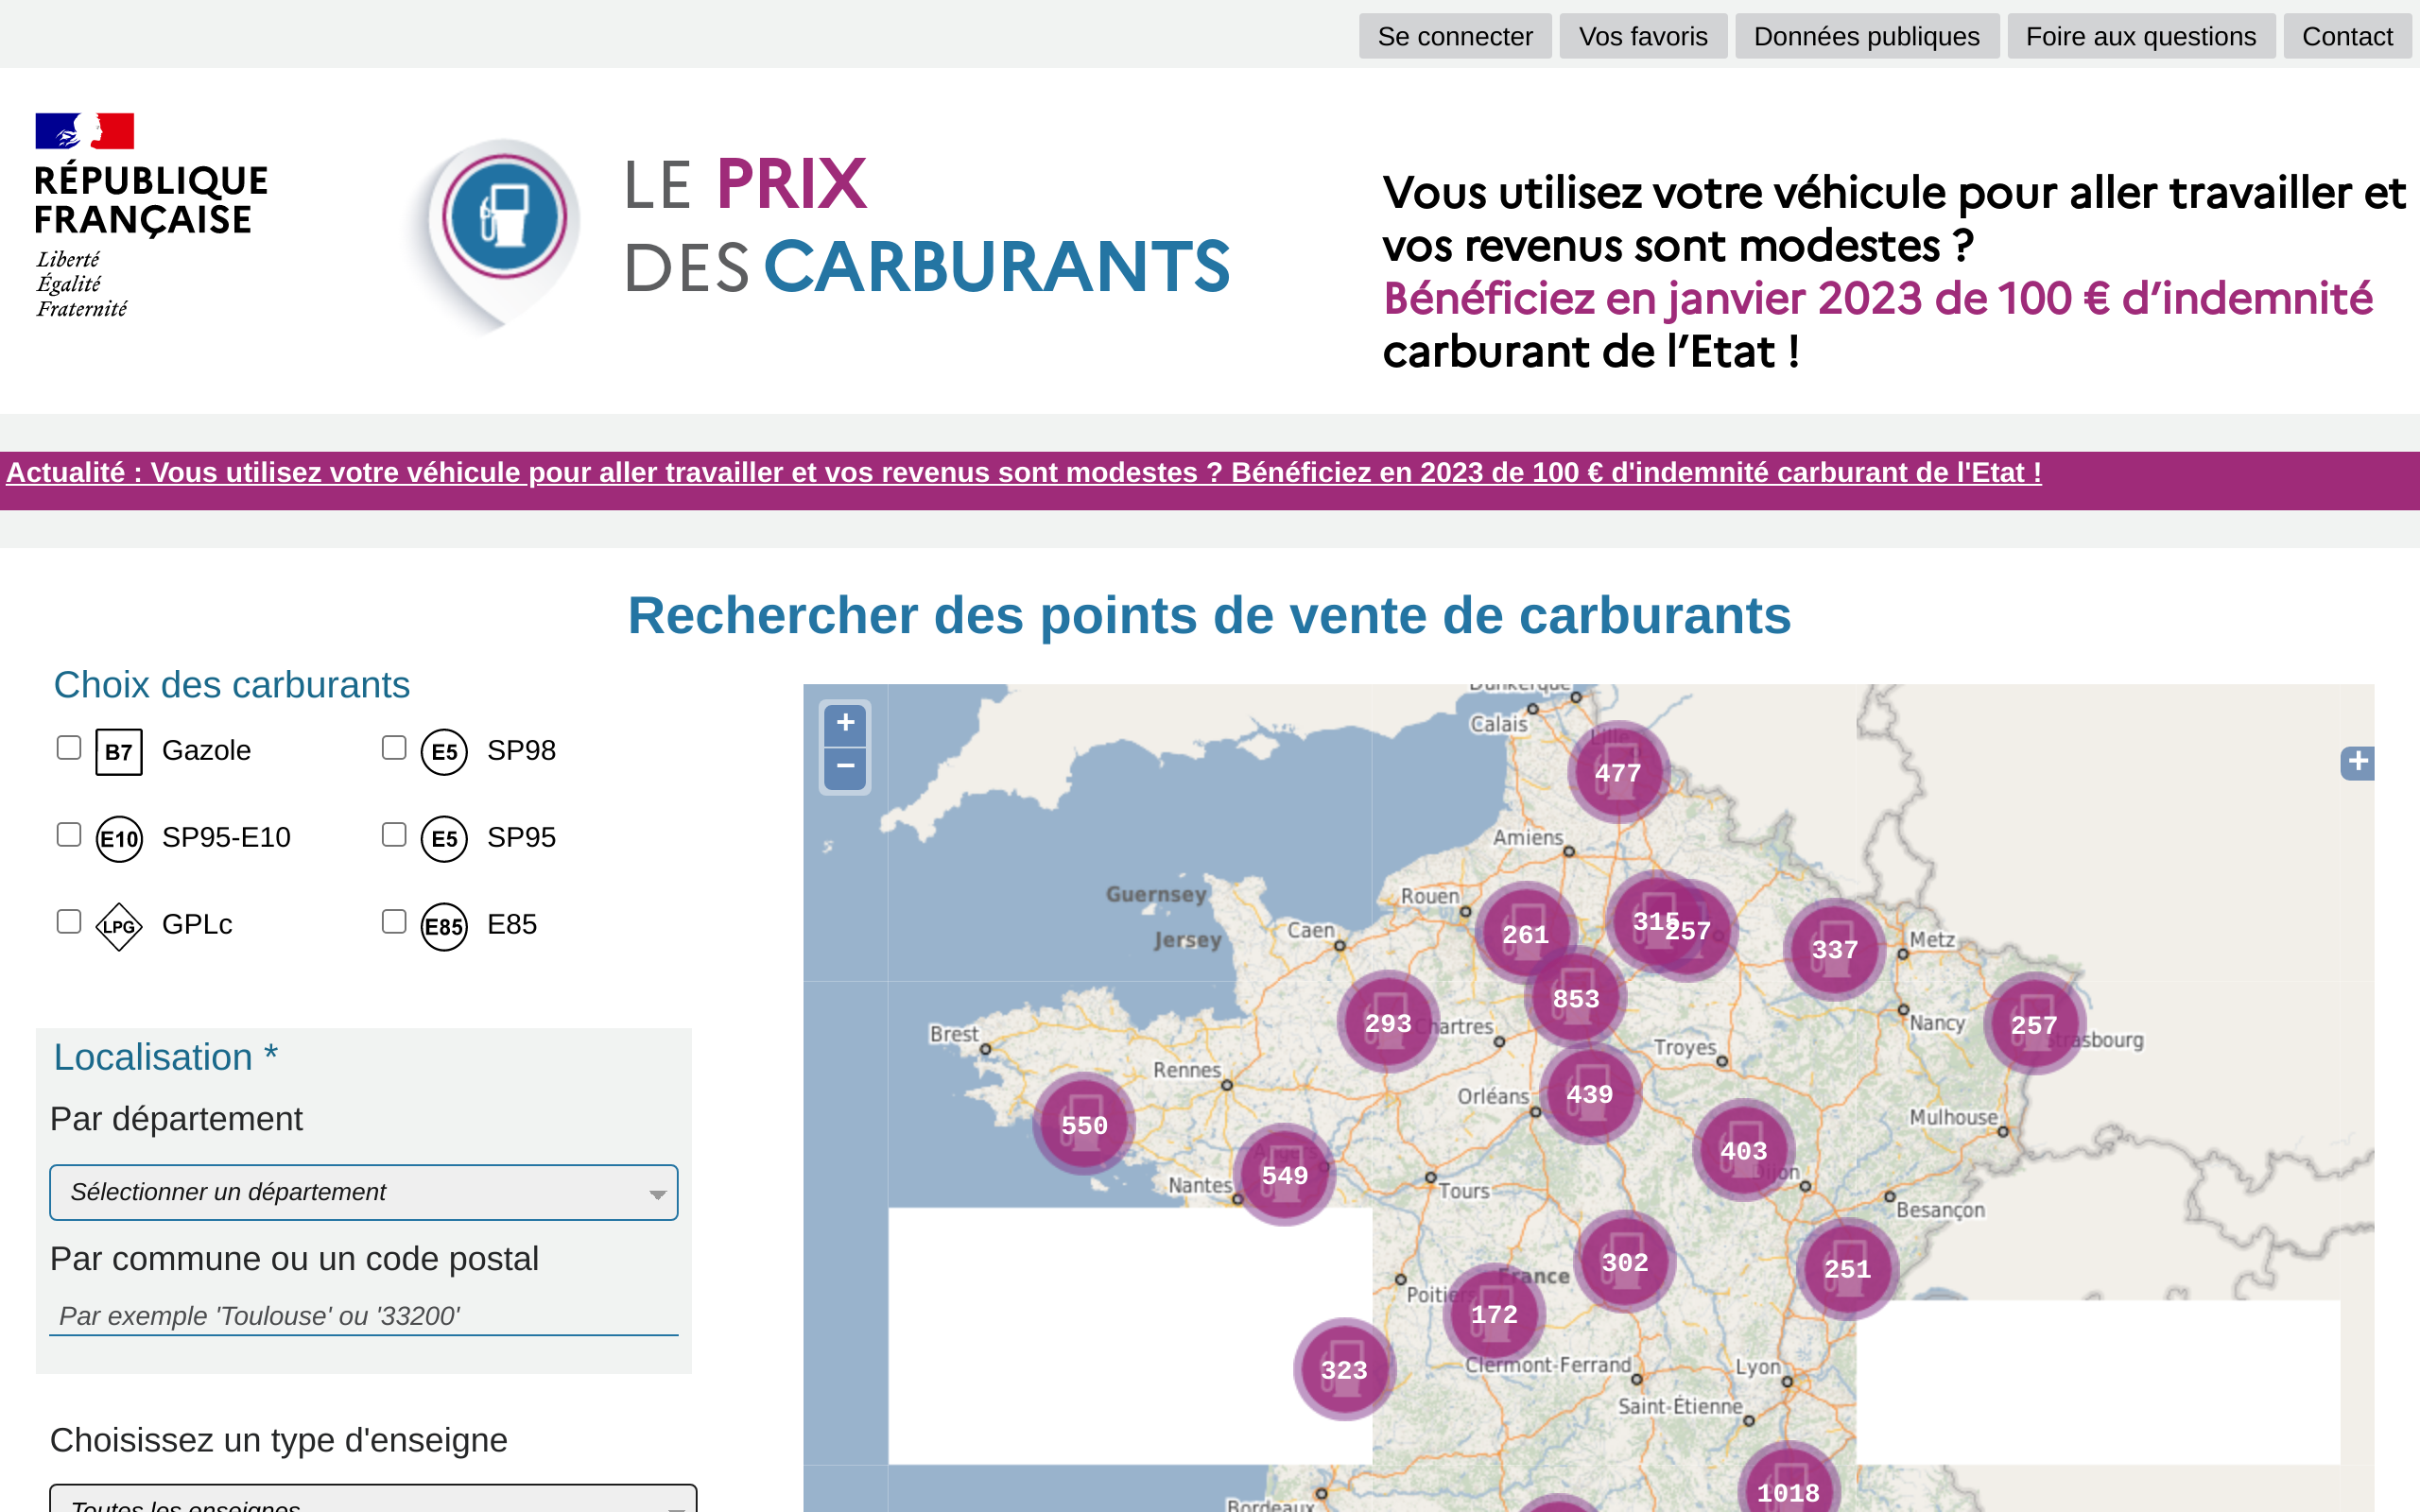 Se connecter
Vos favoris
Données publiques
Foire aux questions
Contact
RÉPUBLIQUE
FRANÇAISE
Liberté
Égalité
Fraternité
LE PRIX
DES CARBURANTS
Vous utilisez votre véhicule pour aller travailler et
vos revenus sont modestes ?
Bénéficiez en janvier 2023 de 100 € d’indemnité
carburant de l’Etat !
Actualité : Vous utilisez votre véhicule pour aller travailler et vos revenus sont modestes ? Bénéficiez en 2023 de 100 € d'indemnité carburant de l'Etat !
Rechercher des points de vente de carburants
Choix des carburants
B7 Gazole
E5 SP98
E10 SP95-E10
E5 SP95
LPG GPLc
E85 E85
Localisation *
Par département
Sélectionner un département
Par commune ou un code postal
Par exemple 'Toulouse' ou '33200'
Choisissez un type d'enseigne
Toutes les enseignes
+
−
+
Dunkerque
Calais
Lille
477
Amiens
Guernsey
Rouen
Jersey
Caen
261
315
257
337
Metz
853
293
Chartres
Nancy
257
Strasbourg
Brest
Troyes
Rennes
Orléans
439
550
Mulhouse
403
Dijon
Angers
549
Nantes
Tours
Besançon
302
251
France
Poitiers
172
323
Clermont-Ferrand
Lyon
Saint-Étienne
1018
Bordeaux